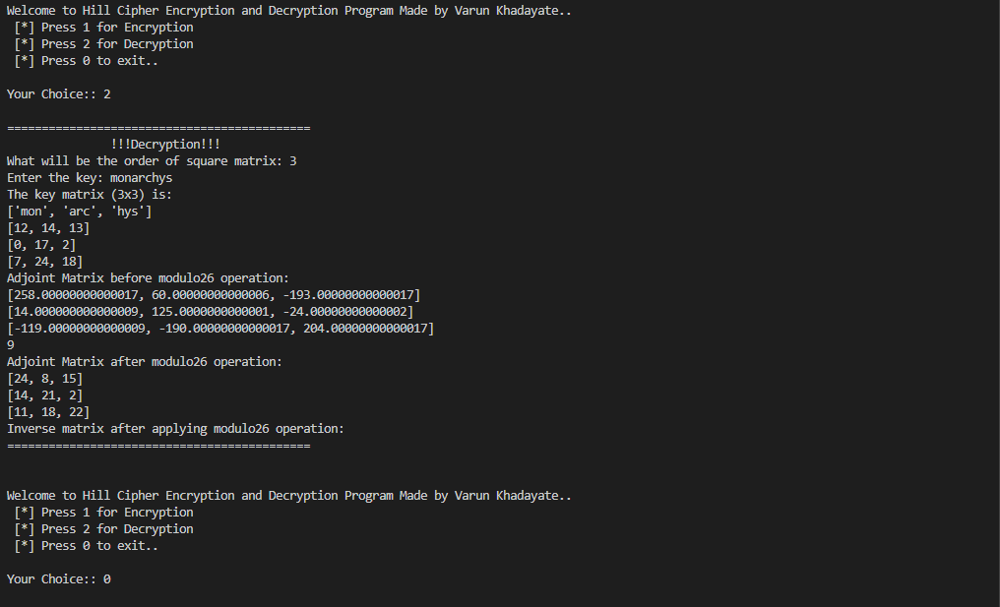 Welcome to Hill Cipher Encryption and Decryption Program Made by Varun Khadayate..
[*] Press 1 for Encryption
[*] Press 2 for Decryption
[*] Press 0 to exit..
Your Choice:: 2
============================================
!!!Decryption!!!
What will be the order of square matrix: 3
Enter the key: monarchys
The key matrix (3x3) is:
['mon', 'arc', 'hys']
[12, 14, 13]
[0, 17, 2]
[7, 24, 18]
Adjoint Matrix before modulo26 operation:
[258.00000000000017, 60.00000000000006, -193.00000000000017]
[14.000000000000009, 125.0000000000001, -24.00000000000002]
[-119.00000000000009, -190.00000000000017, 204.00000000000017]
9
Adjoint Matrix after modulo26 operation:
[24, 8, 15]
[14, 21, 2]
[11, 18, 22]
Inverse matrix after applying modulo26 operation:
============================================
Welcome to Hill Cipher Encryption and Decryption Program Made by Varun Khadayate..
[*] Press 1 for Encryption
[*] Press 2 for Decryption
[*] Press 0 to exit..
Your Choice:: 0